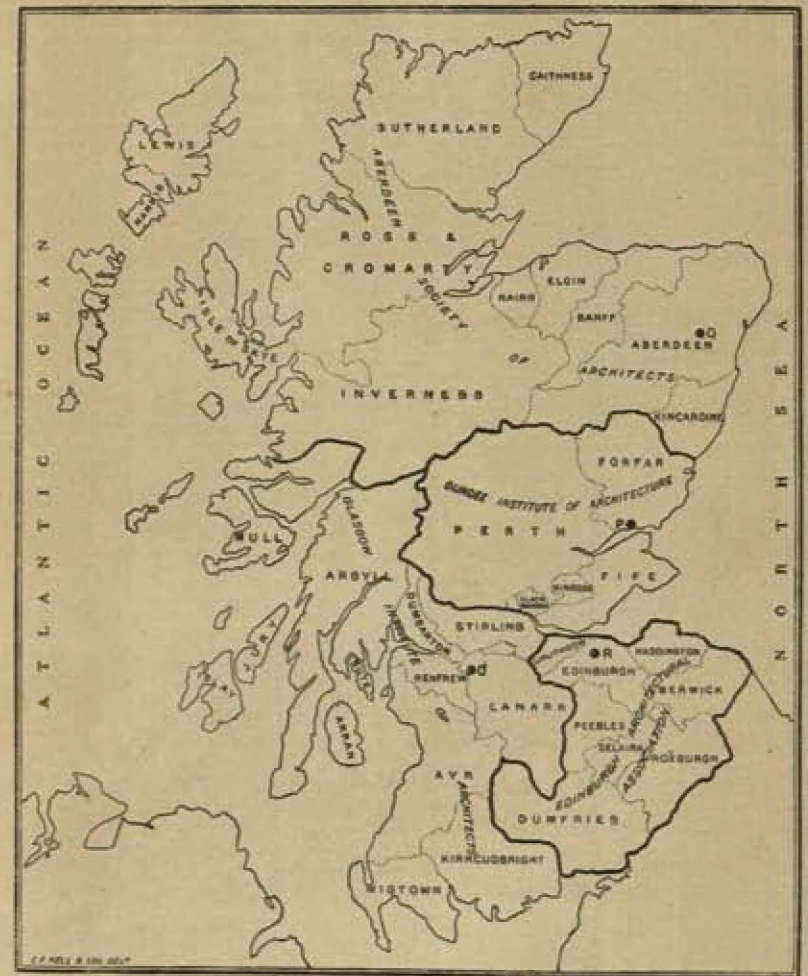 CAITHNESS
SUTHERLAND
LEWIS
HARRIS
ABERDEEN SOCIETY OF ARCHITECTS
ROSS &
CROMARTY
ELGIN
NAIRN
BANFF
ISLE OF SKYE
Q
ABERDEEN
INVERNESS
KINCARDINE
FORFAR
DUNDEE INSTITUTE OF ARCHITECTURE
P
PERTH
MULL
GLASGOW INSTITUTE OF ARCHITECTS
ARGYLL
FIFE
KINROSS
DUMBARTON
STIRLING
JURY
HADDINGTON
R
EDINBURGH
RENFREW
d
BERWICK
EDINBURGH ARCHITECTURAL ASSOCIATION
LANARK
PEEBLES
ARRAN
SELKIRK
ROXBURGH
AYR
DUMFRIES
KIRKCUDBRIGHT
WIGTOWN
ATLANTIC OCEAN
NORTH SEA